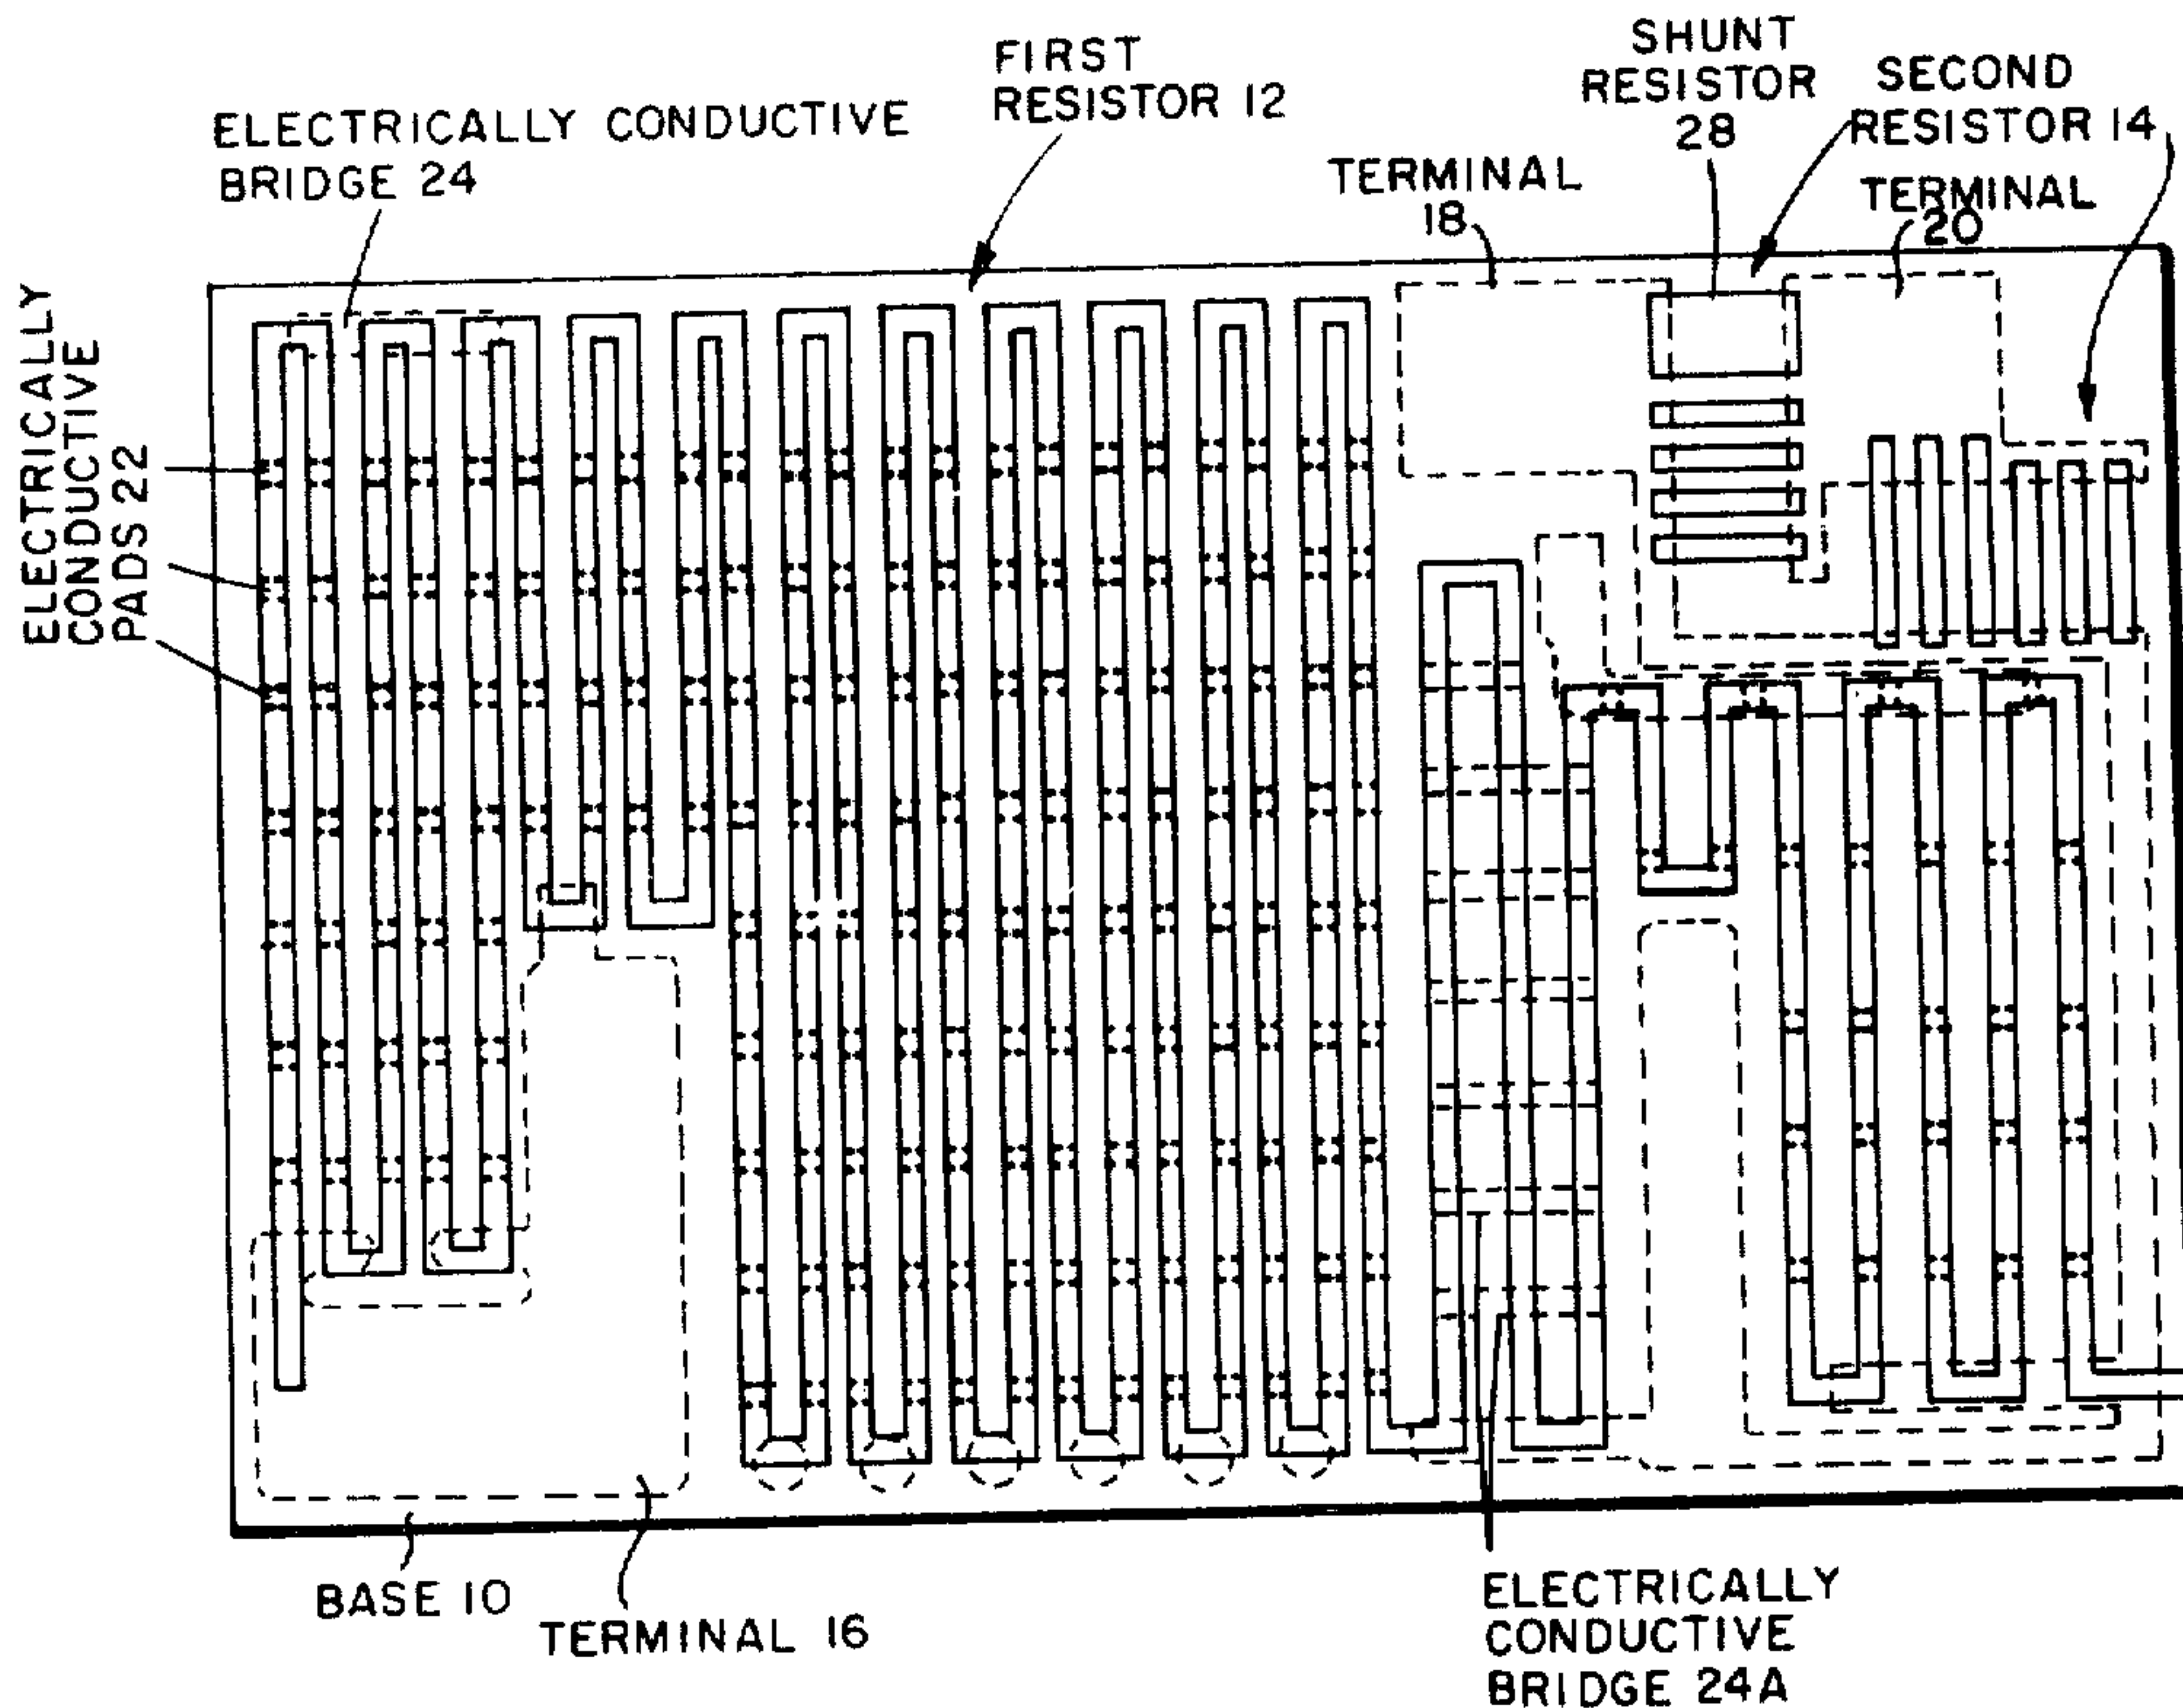 FIRST
RESISTOR 12
SHUNT
RESISTOR
28
SECOND
RESISTOR 14
ELECTRICALLY CONDUCTIVE
BRIDGE 24
TERMINAL
18
TERMINAL
20
ELECTRICALLY
CONDUCTIVE
PADS 22
BASE 10
TERMINAL 16
ELECTRICALLY
CONDUCTIVE
BRIDGE 24A